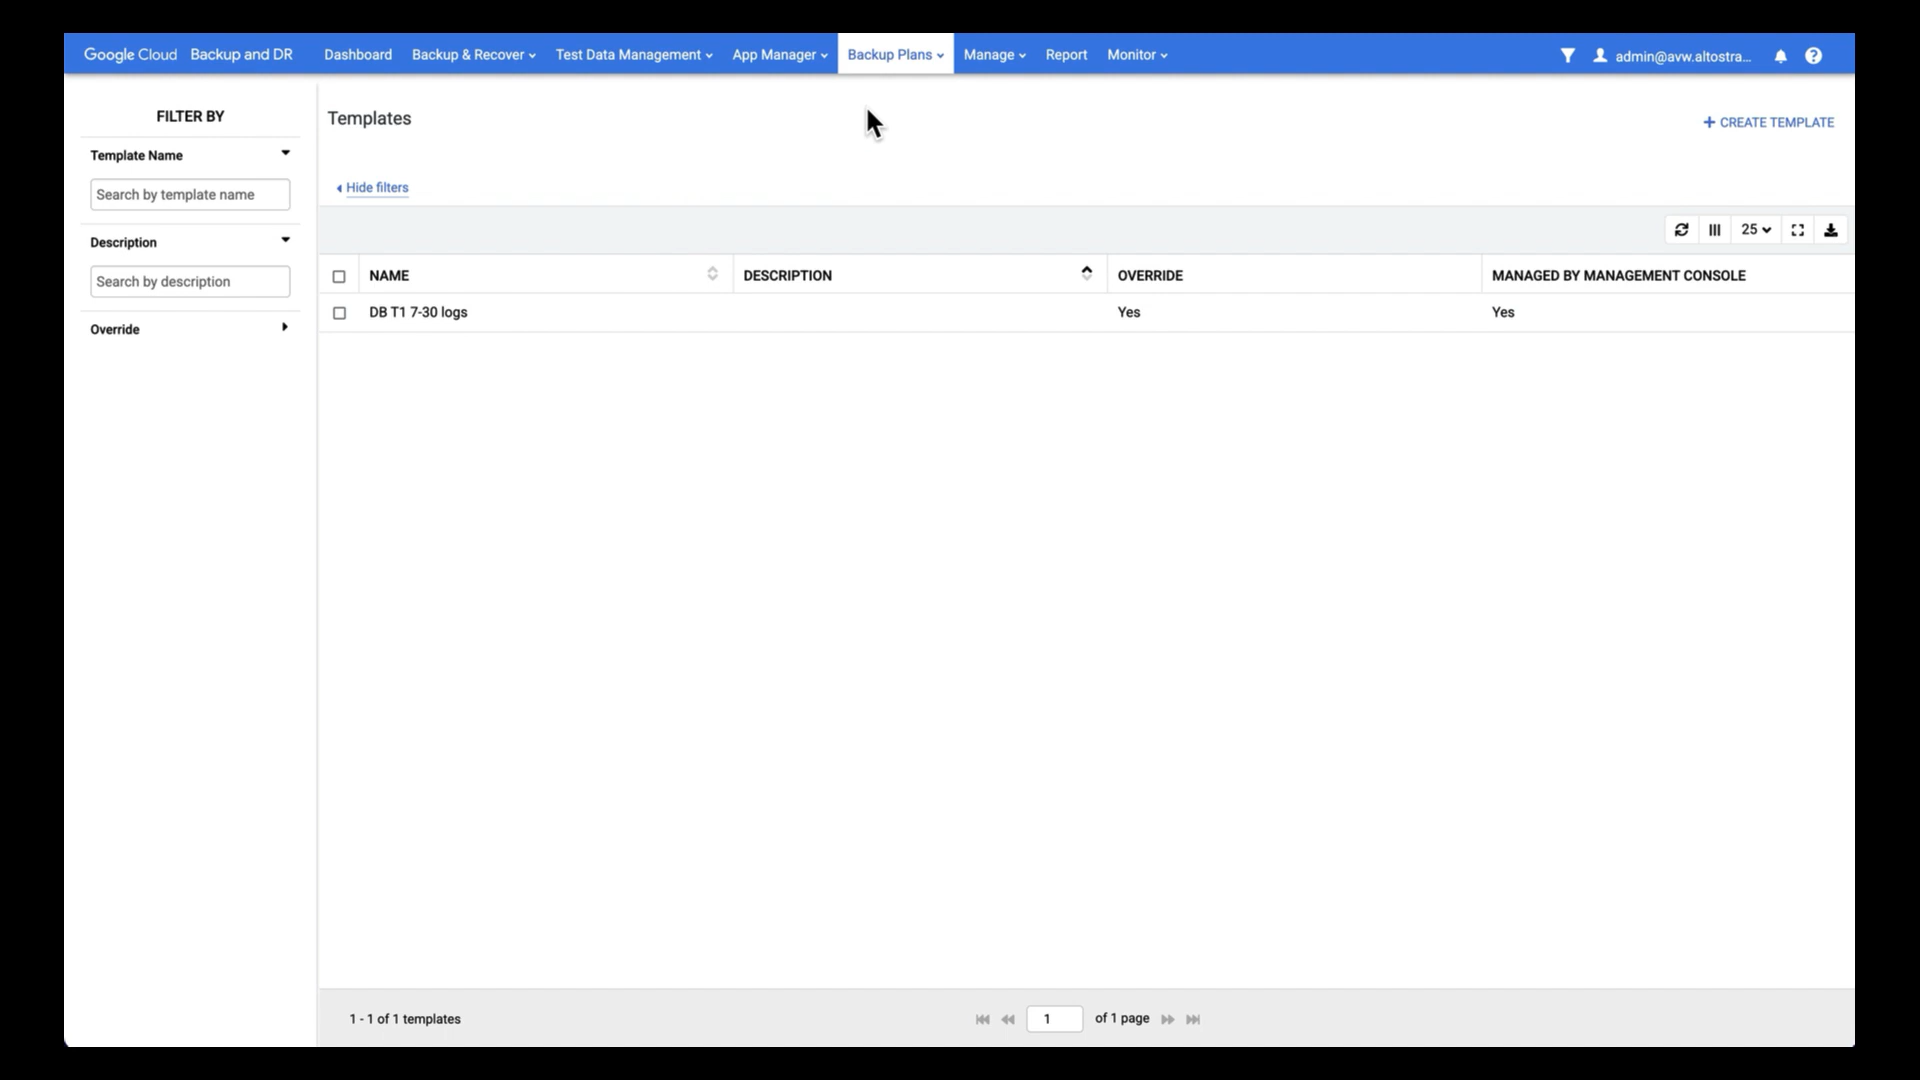 Google Cloud Backup and DR Dashboard Backup & Recover Test Data Management App Manager Backup Plans Manage Report Monitor admin@avw.altostra...
FILTER BY
Templates
CREATE TEMPLATE
Template Name
Search by template name
Hide filters
Description
25
Search by description
NAME DESCRIPTION OVERRIDE MANAGED BY MANAGEMENT CONSOLE
DB T1 7-30 logs Yes Yes
Override
1 - 1 of 1 templates 1 of 1 page